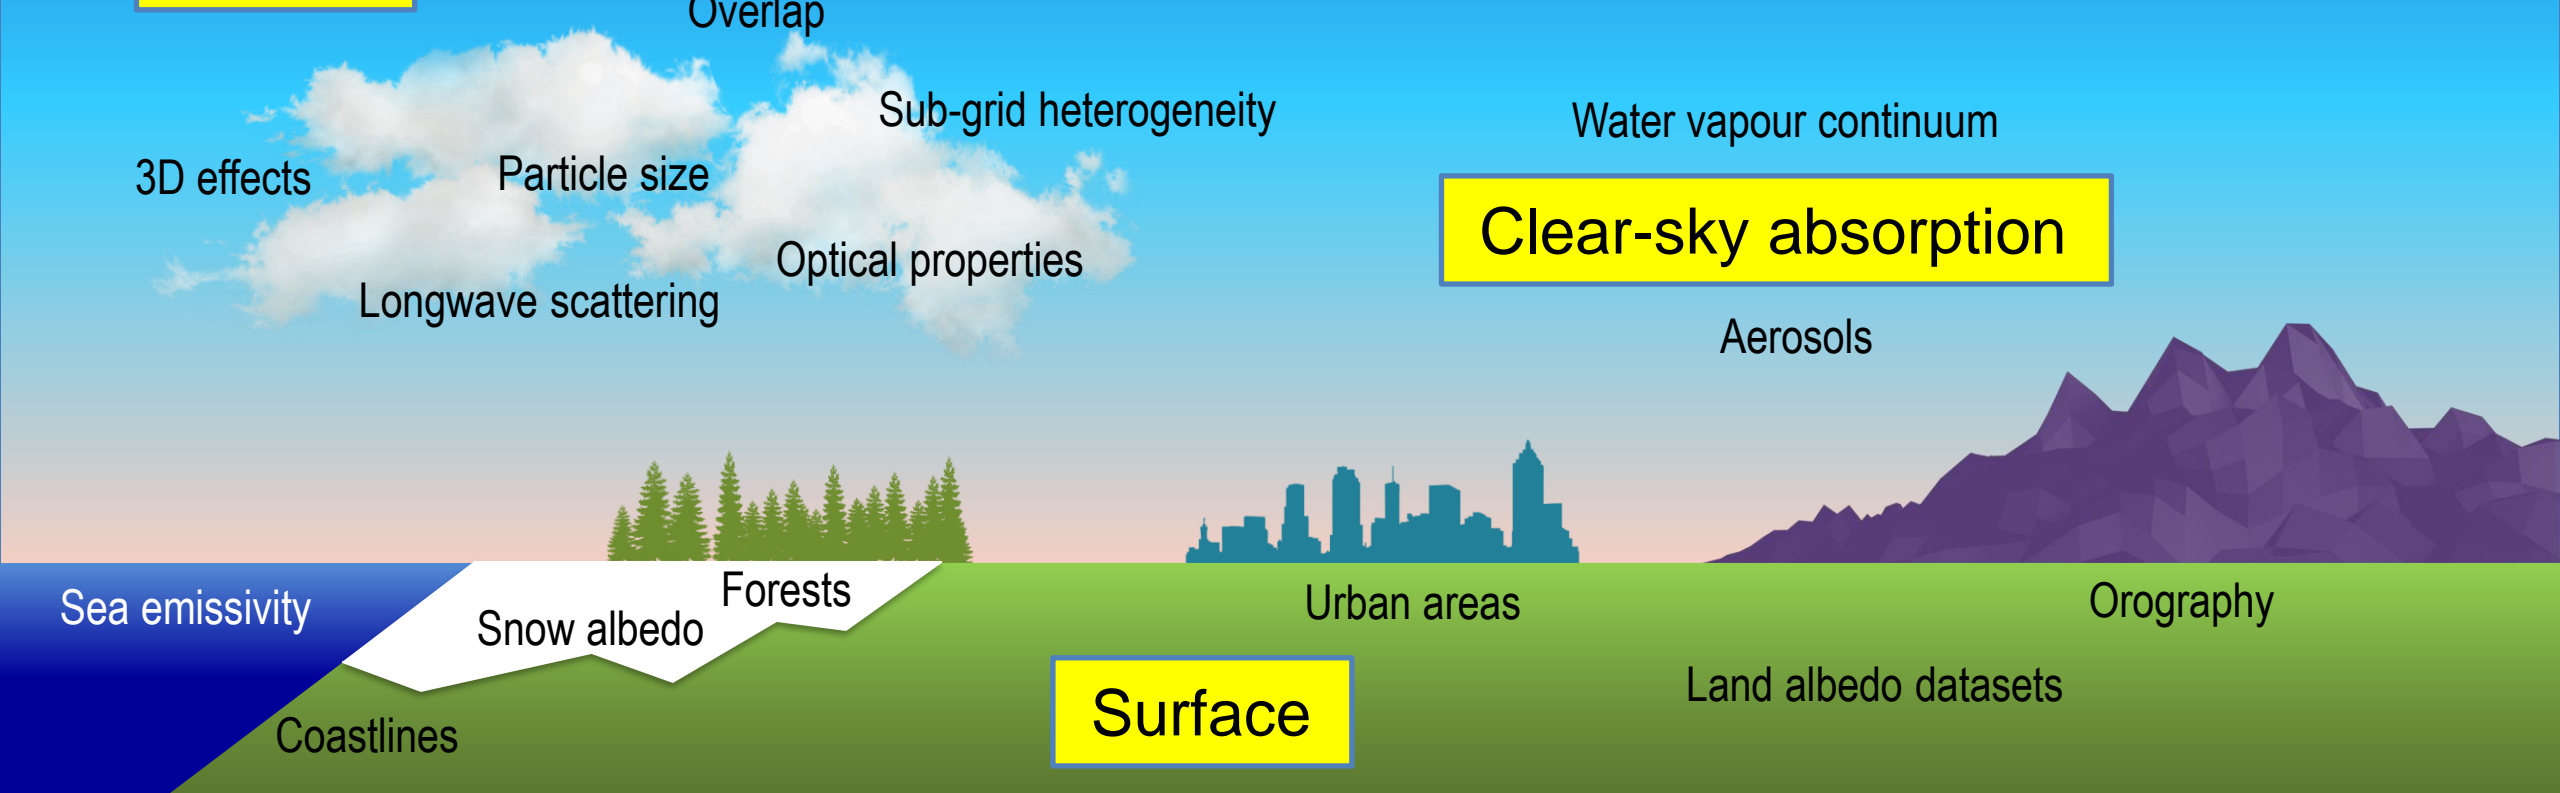 Overlap
Sub-grid heterogeneity
Water vapour continuum
3D effects
Particle size
Clear-sky absorption
Optical properties
Longwave scattering
Aerosols
Sea emissivity
Forests
Snow albedo
Urban areas
Orography
Land albedo datasets
Surface
Coastlines